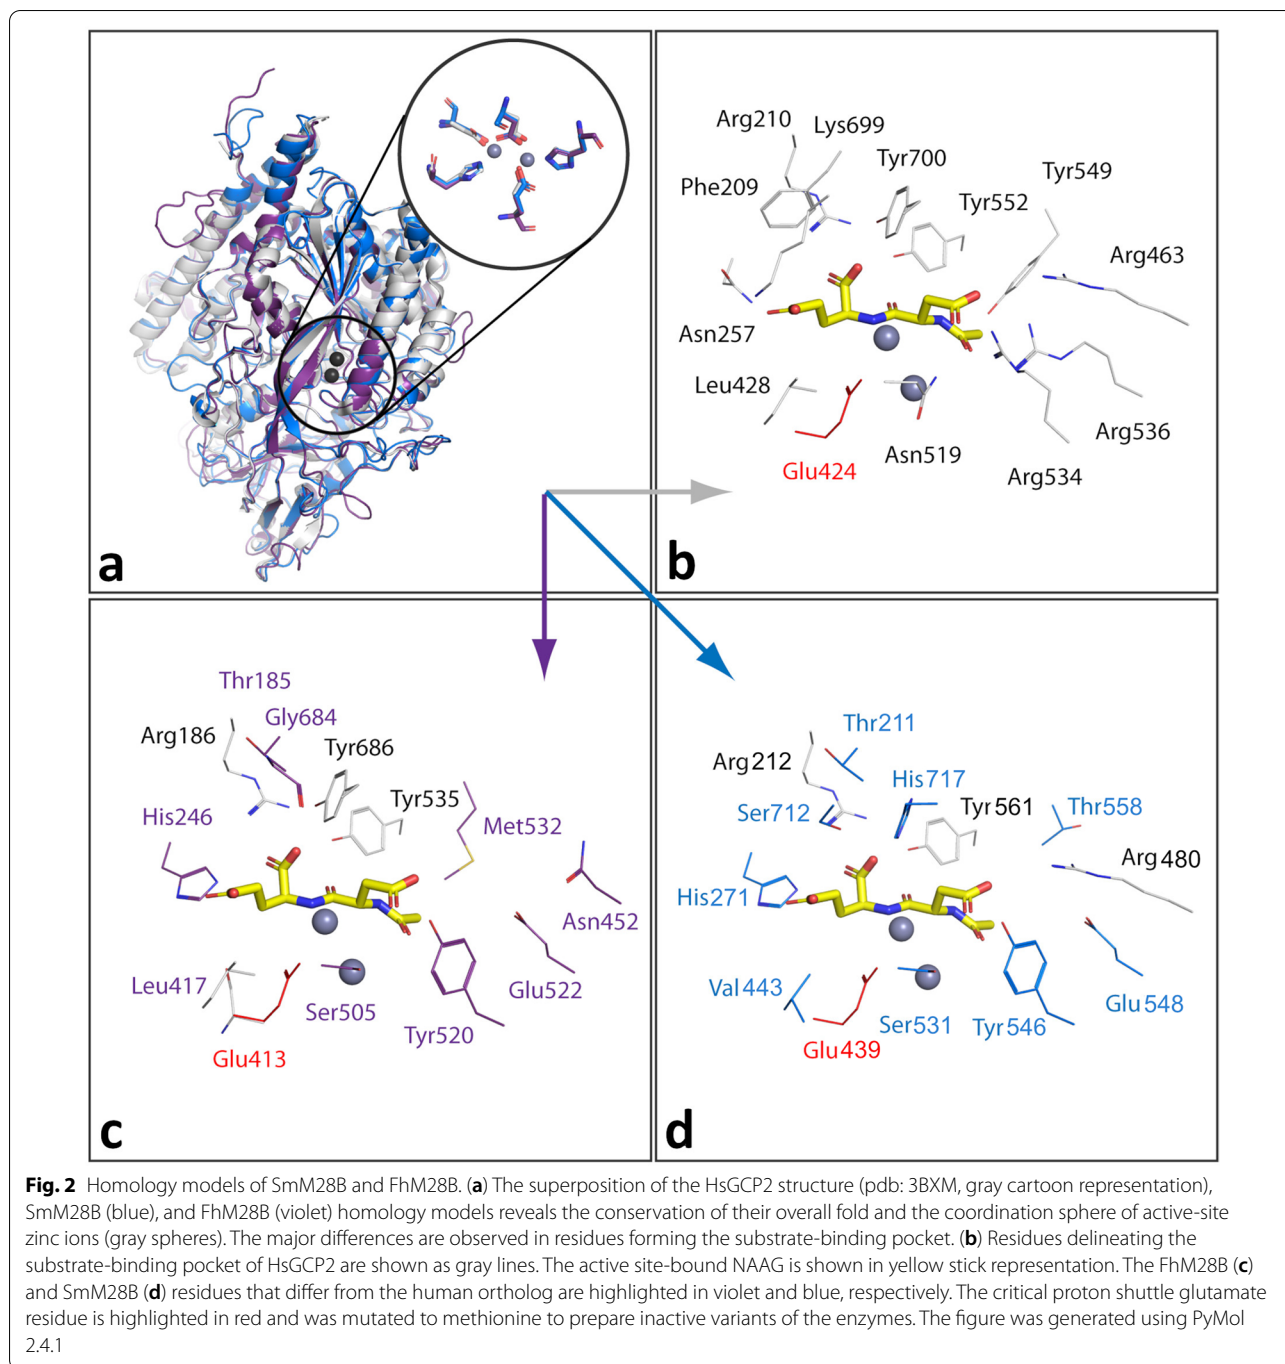 a
Arg210
Lys699
Tyr700
Tyr549
Phe209
Tyr552
Arg463
Asn257
Leu428
Arg536
Glu424
Asn519
Arg534
b
Thr185
Gly684
Arg186
Tyr686
Tyr535
His246
Met532
Asn452
Leu417
Ser505
Glu522
Tyr520
Glu413
c
Thr211
Arg212
His717
Ser712
Tyr561
Thr558
Arg480
His271
Val443
Ser531
Tyr546
Glu548
Glu439
d
Fig. 2 Homology models of SmM28B and FhM28B. (a) The superposition of the HsGCP2 structure (pdb: 3BXM, gray cartoon representation),
SmM28B (blue), and FhM28B (violet) homology models reveals the conservation of their overall fold and the coordination sphere of active-site
zinc ions (gray spheres). The major differences are observed in residues forming the substrate-binding pocket. (b) Residues delineating the
substrate-binding pocket of HsGCP2 are shown as gray lines. The active site-bound NAAG is shown in yellow stick representation. The FhM28B (c)
and SmM28B (d) residues that differ from the human ortholog are highlighted in violet and blue, respectively. The critical proton shuttle glutamate
residue is highlighted in red and was mutated to methionine to prepare inactive variants of the enzymes. The figure was generated using PyMol
2.4.1